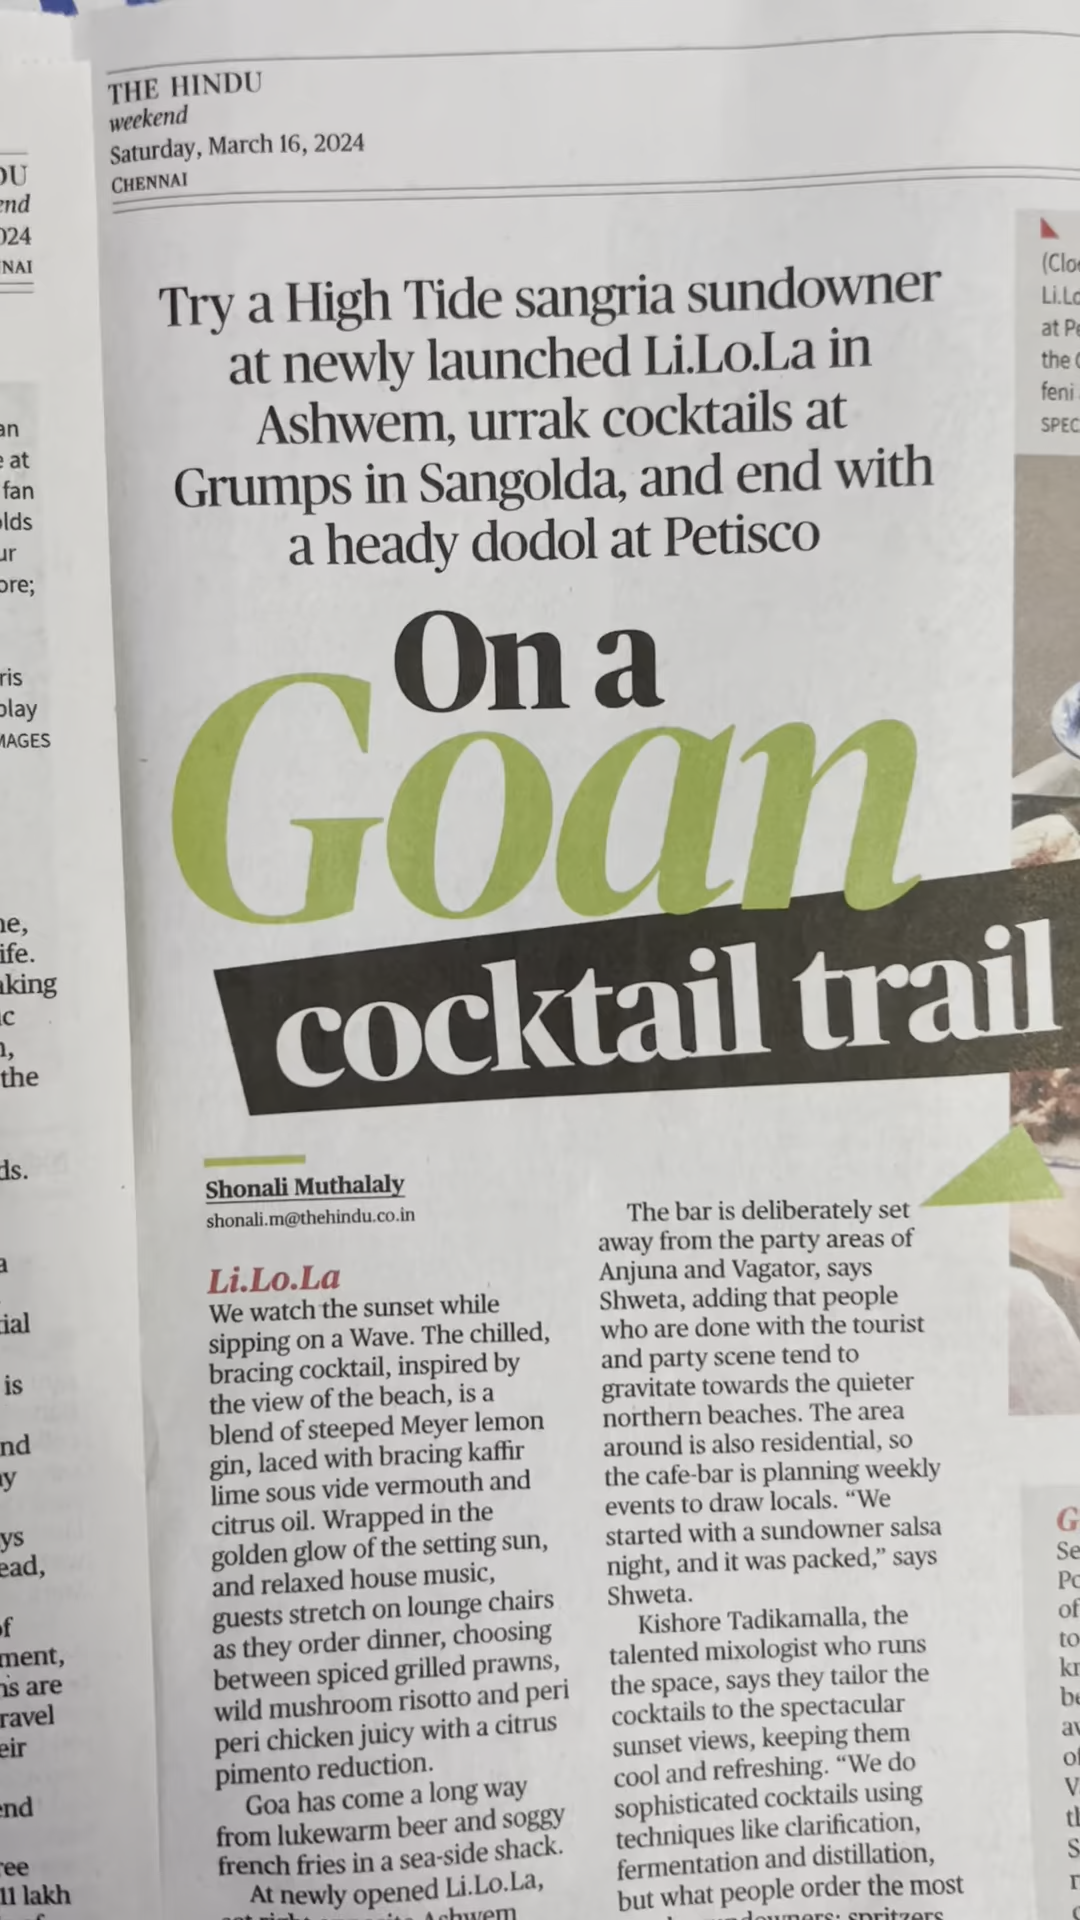 THE HINDU
weekend
Saturday, March 16, 2024
CHENNAI
Try a High Tide sangria sundowner
at newly launched Li.Lo.La in
Ashwem, urrak cocktails at
Grumps in Sangolda, and end with
a heady dodol at Petisco
On a
Goan
cocktail trail
Shonali Muthalaly
shonali.m@thehindu.co.in
Li.Lo.La
We watch the sunset while
sipping on a Wave. The chilled,
bracing cocktail, inspired by
the view of the beach, is a
blend of steeped Meyer lemon
gin, laced with bracing kaffir
lime sous vide vermouth and
citrus oil. Wrapped in the
golden glow of the setting sun,
and relaxed house music,
guests stretch on lounge chairs
as they order dinner, choosing
between spiced grilled prawns,
wild mushroom risotto and peri
peri chicken juicy with a citrus
pimento reduction.
Goa has come a long way
from lukewarm beer and soggy
french fries in a sea-side shack.
At newly opened Li.Lo.La,
Ashwem
The bar is deliberately set
away from the party areas of
Anjuna and Vagator, says
Shweta, adding that people
who are done with the tourist
and party scene tend to
gravitate towards the quieter
northern beaches. The area
around is also residential, so
the cafe-bar is planning weekly
events to draw locals. “We
started with a sundowner salsa
night, and it was packed,” says
Shweta.
Kishore Tadikamalla, the
talented mixologist who runs
the space, says they tailor the
cocktails to the spectacular
sunset views, keeping them
cool and refreshing. “We do
sophisticated cocktails using
techniques like clarification,
fermentation and distillation,
but what people order the most
spritzers
at
fan
is
the
of
are
11 lakh
the
feni